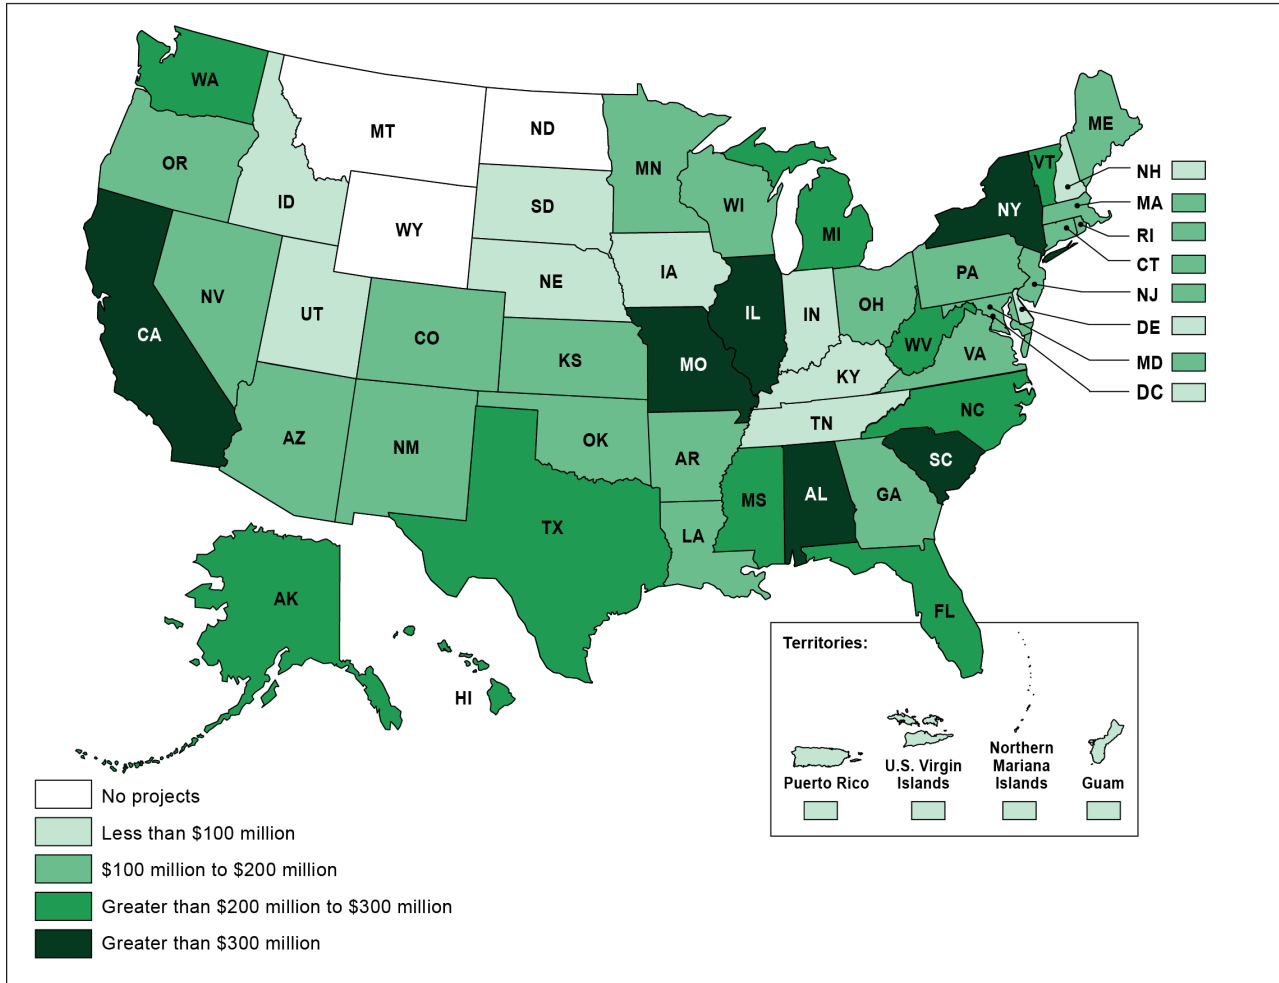 WA
MT
ND
ME
OR
MN
VT
NH
ID
SD
WI
NY
MA
WY
MI
RI
IA
PA
CT
NE
NV
OH
NJ
UT
IL
IN
DE
CA
CO
WV
VA
KS
MO
MD
KY
DC
NC
TN
AZ
NM
OK
AR
SC
MS
AL
GA
TX
LA
AK
FL
HI
Territories:
Puerto Rico
U.S. Virgin
Islands
Northern
Mariana
Islands
Guam
No projects
Less than $100 million
$100 million to $200 million
Greater than $200 million to $300 million
Greater than $300 million